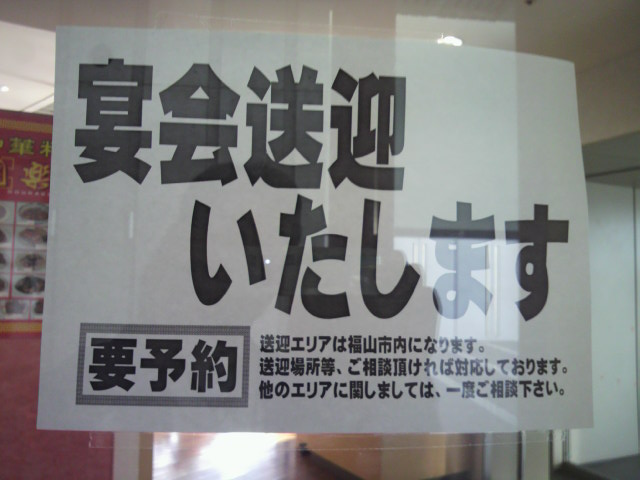 宴会送迎
いたします
要予約
送迎エリアは福山市内になります。
送迎場所等、ご相談頂ければ対応しております。
他のエリアに関しましては、一度ご相談下さい。